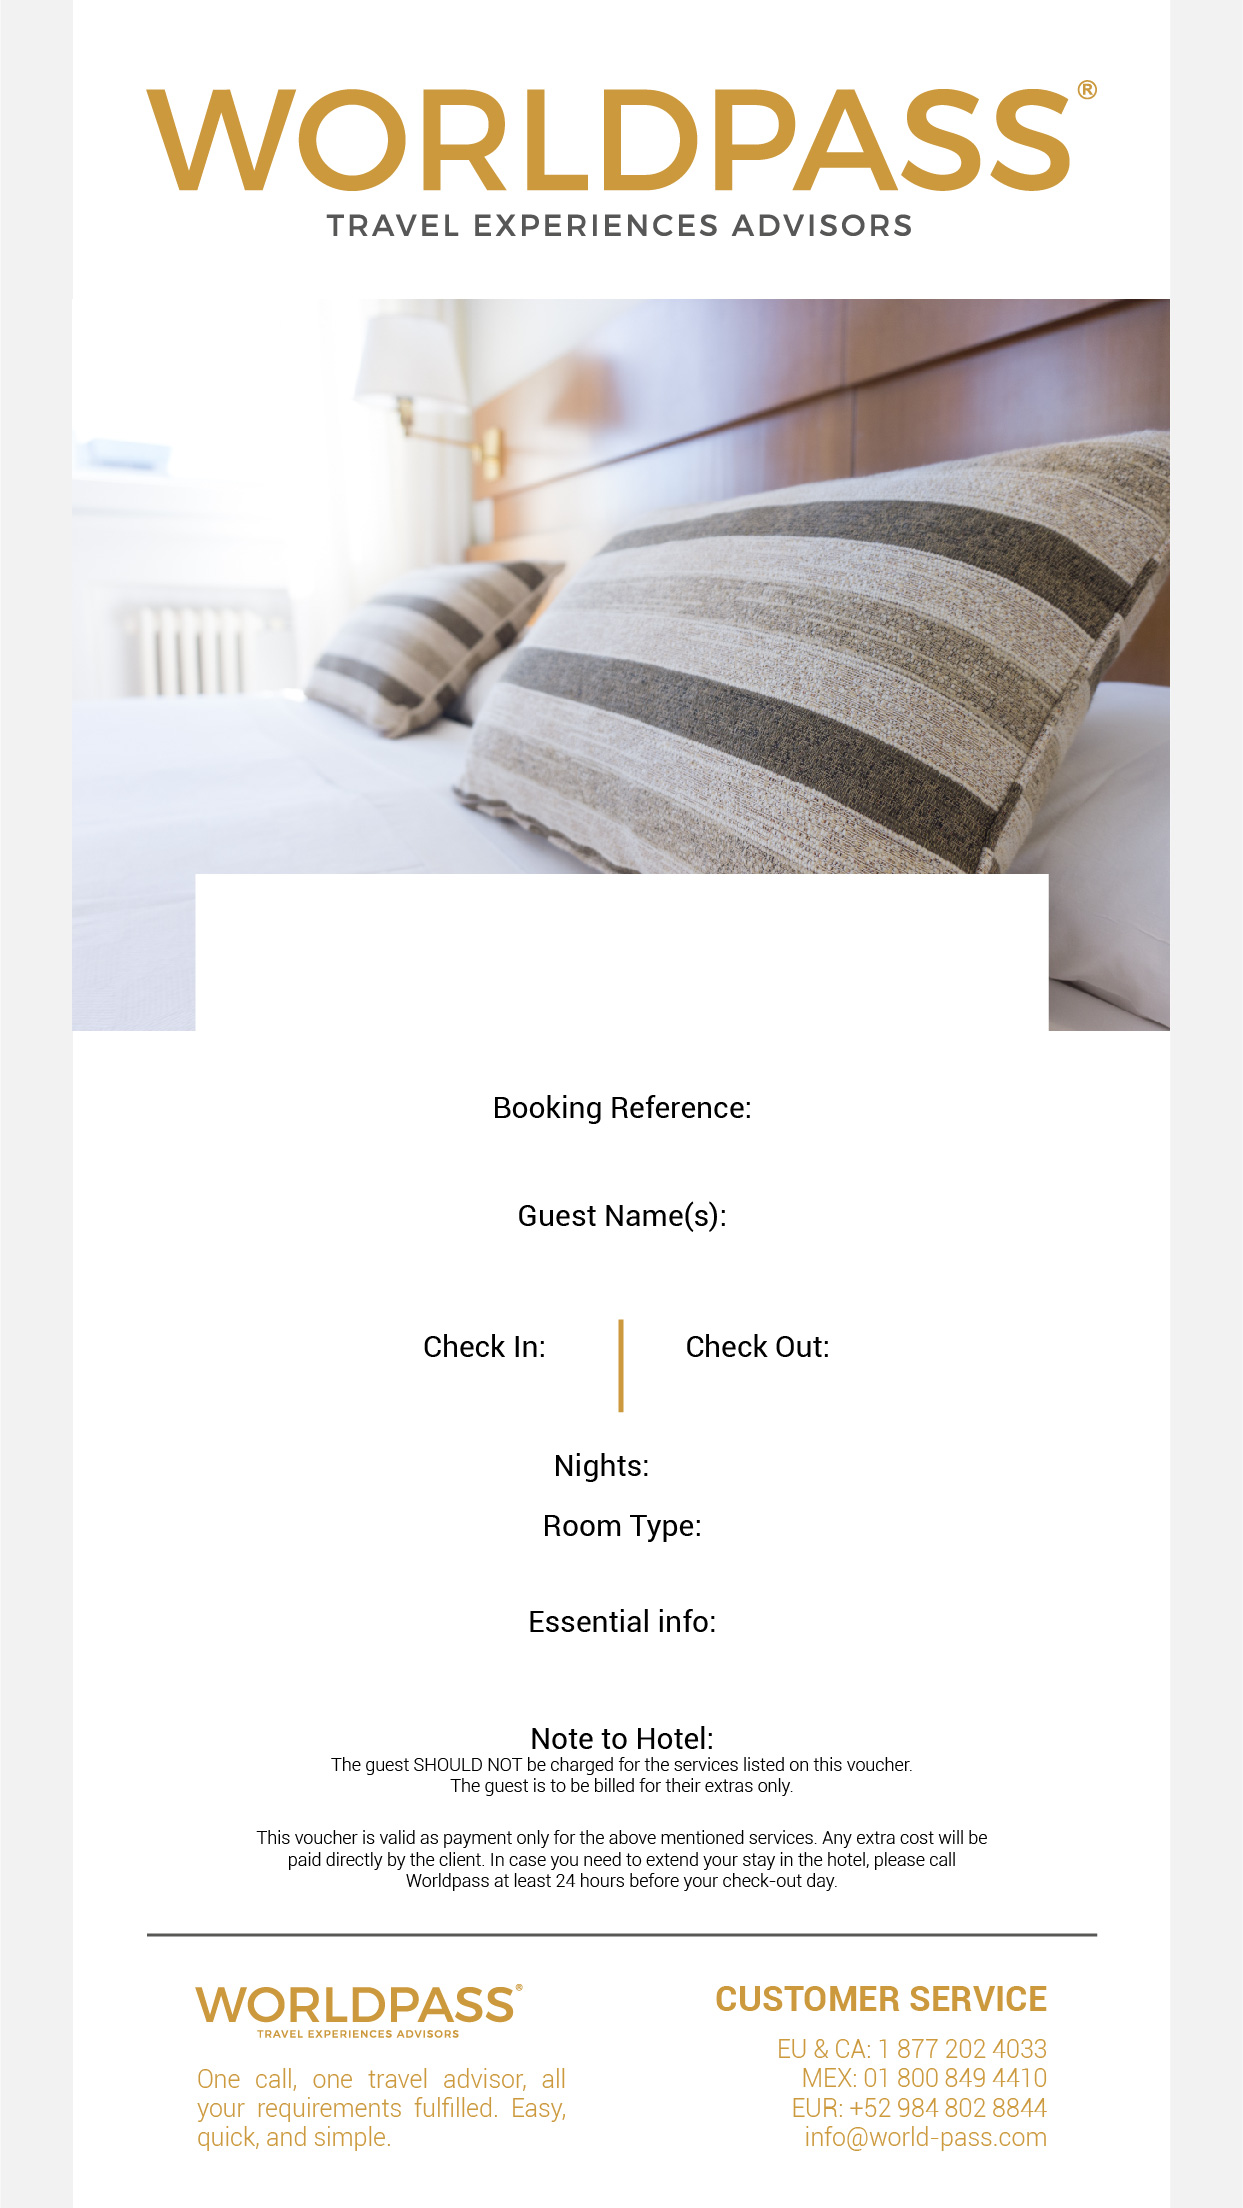 WORLDPASS®
TRAVEL EXPERIENCES ADVISORS
Booking Reference:
Guest Name(s):
Check In:
Check Out:
Nights:
Room Type:
Essential info:
Note to Hotel:
The guest SHOULD NOT be charged for the services listed on this voucher.
The guest is to be billed for their extras only.
This voucher is valid as payment only for the above mentioned services. Any extra cost will be
paid directly by the client. In case you need to extend your stay in the hotel, please call
Worldpass at least 24 hours before your check-out day.
WORLDPASS®
TRAVEL EXPERIENCES ADVISORS
One call, one travel advisor, all
your requirements fulfilled. Easy,
quick, and simple.
CUSTOMER SERVICE
EU & CA: 1 877 202 4033
MEX: 01 800 849 4410
EUR: +52 984 802 8844
info@world-pass.com